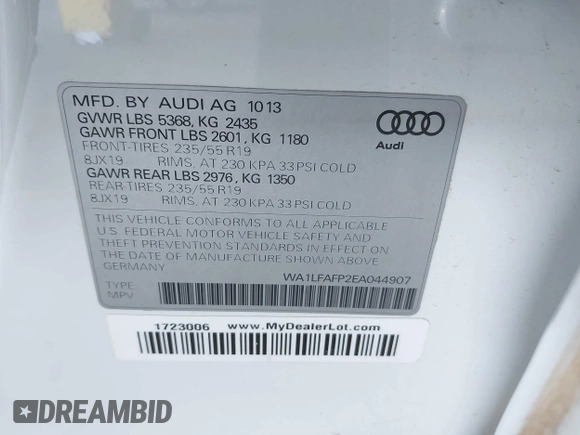 MFD. BY AUDI AG 10 13
GVWR LBS 5368, KG 2435
GAWR FRONT LBS 2601, KG 1180
FRONT-TIRES 235/55 R19
8JX19 RIMS, AT 230 KPA 33 PSI COLD
GAWR REAR LBS 2976, KG 1350
REAR-TIRES 235/55 R19
8JX19 RIMS, AT 230 KPA 33 PSI COLD
Audi
THIS VEHICLE CONFORMS TO ALL APPLICABLE
U.S. FEDERAL MOTOR VEHICLE SAFETY AND
THEFT PREVENTION STANDARDS IN EFFECT ON
THE DATE OF MANUFACTURE SHOWN ABOVE
GERMANY
WA1LFAFP2EA044907
TYPE
MPV
1723006 www.MyDealerLot.com
DREAMBID